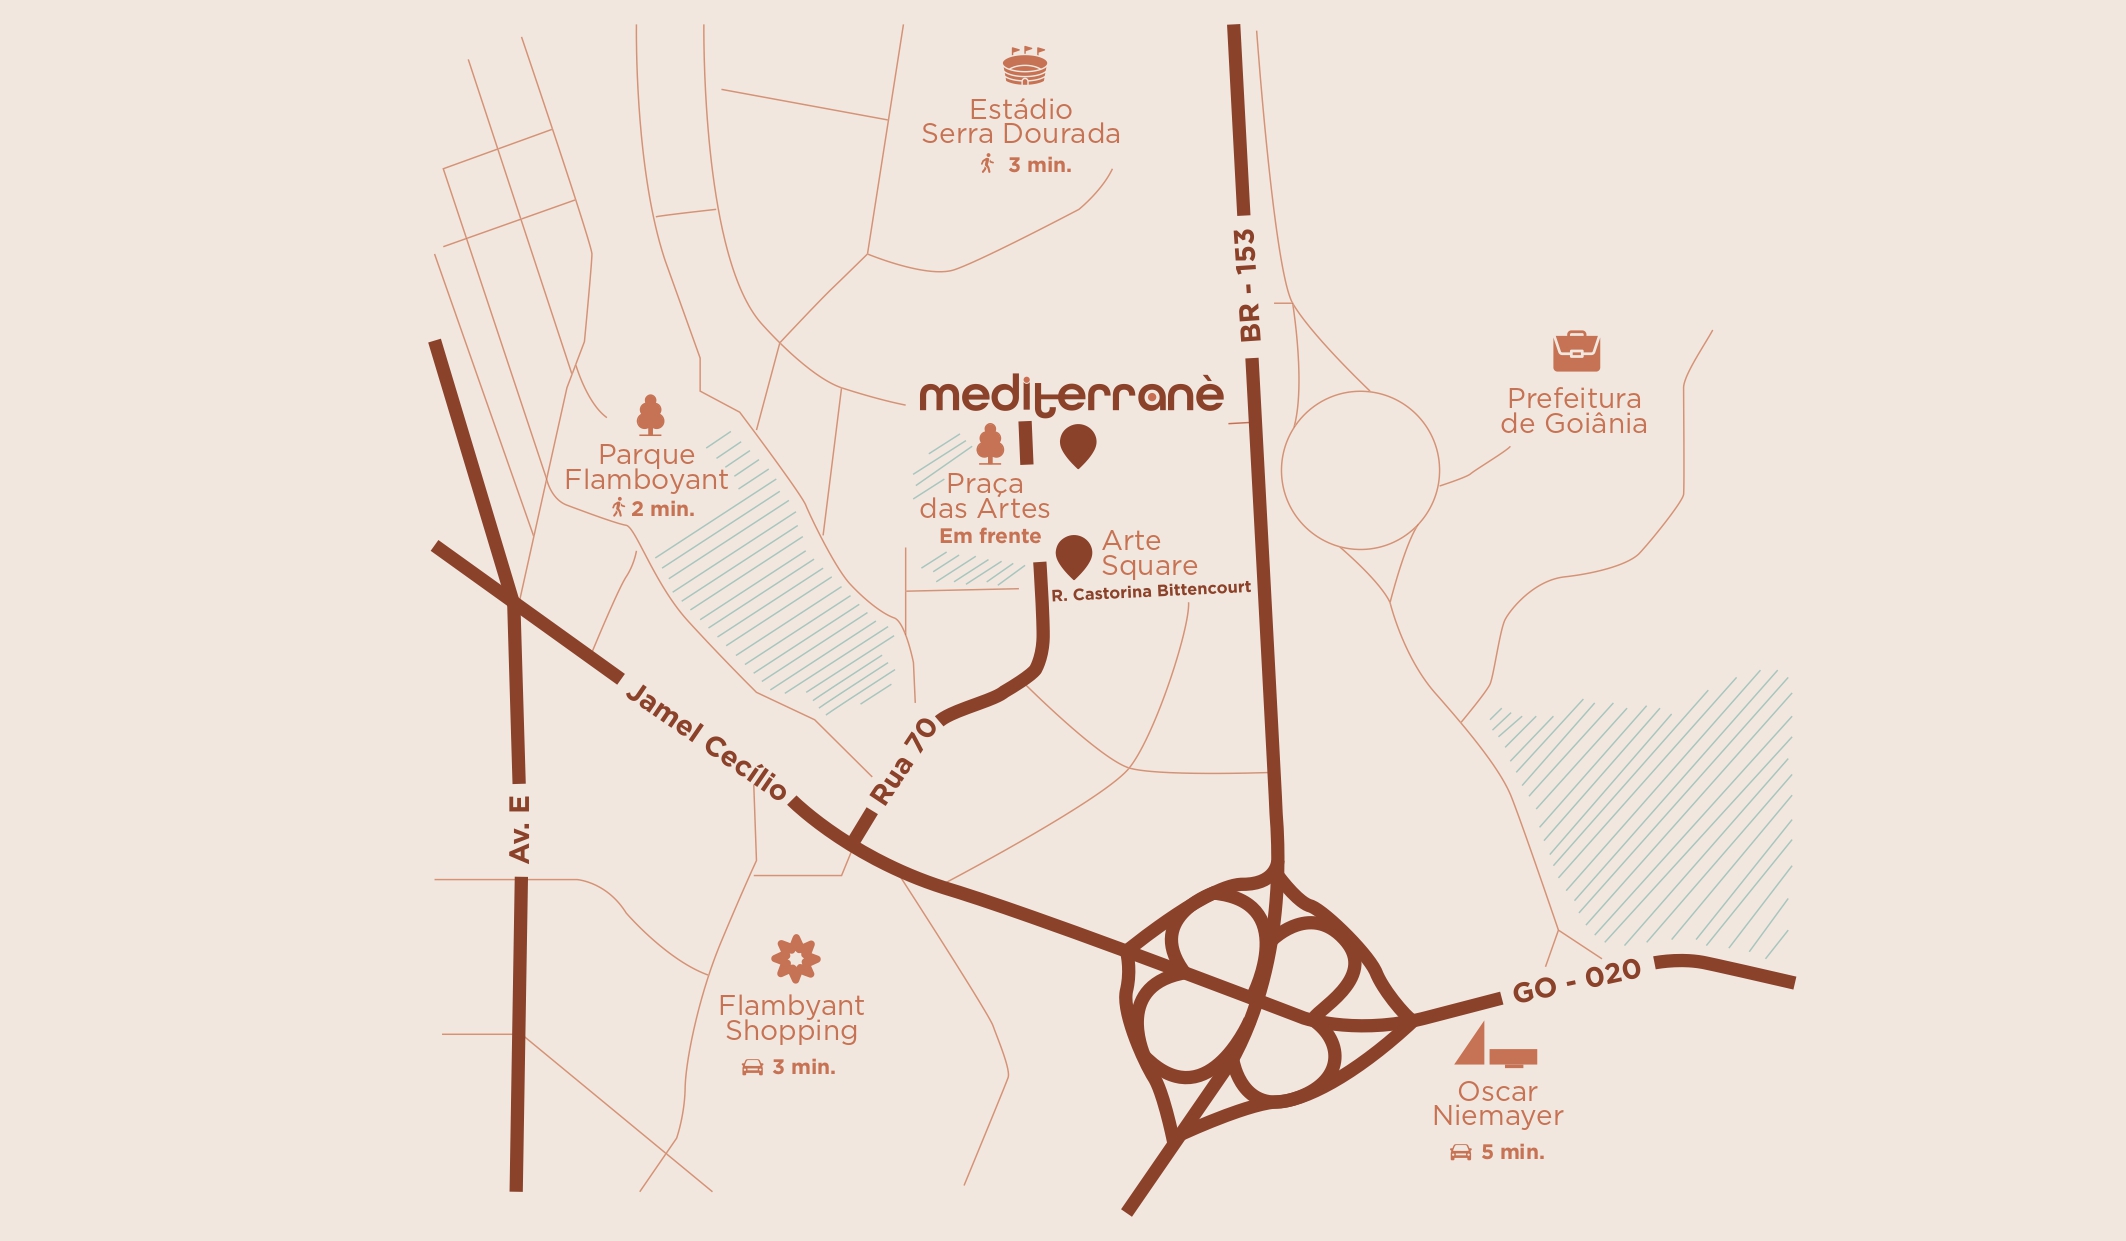 Estádio
Serra Dourada
3 min.
BR - 153
Prefeitura
de Goiânia
mediterranè
Parque
Flamboyant
2 min.
Praça
das Artes
Em frente
Arte
Square
R. Castorina Bittencourt
Jamel Cecílio
Rua 70
Av. E
Flambyant
Shopping
3 min.
GO - 020
Oscar
Niemayer
5 min.